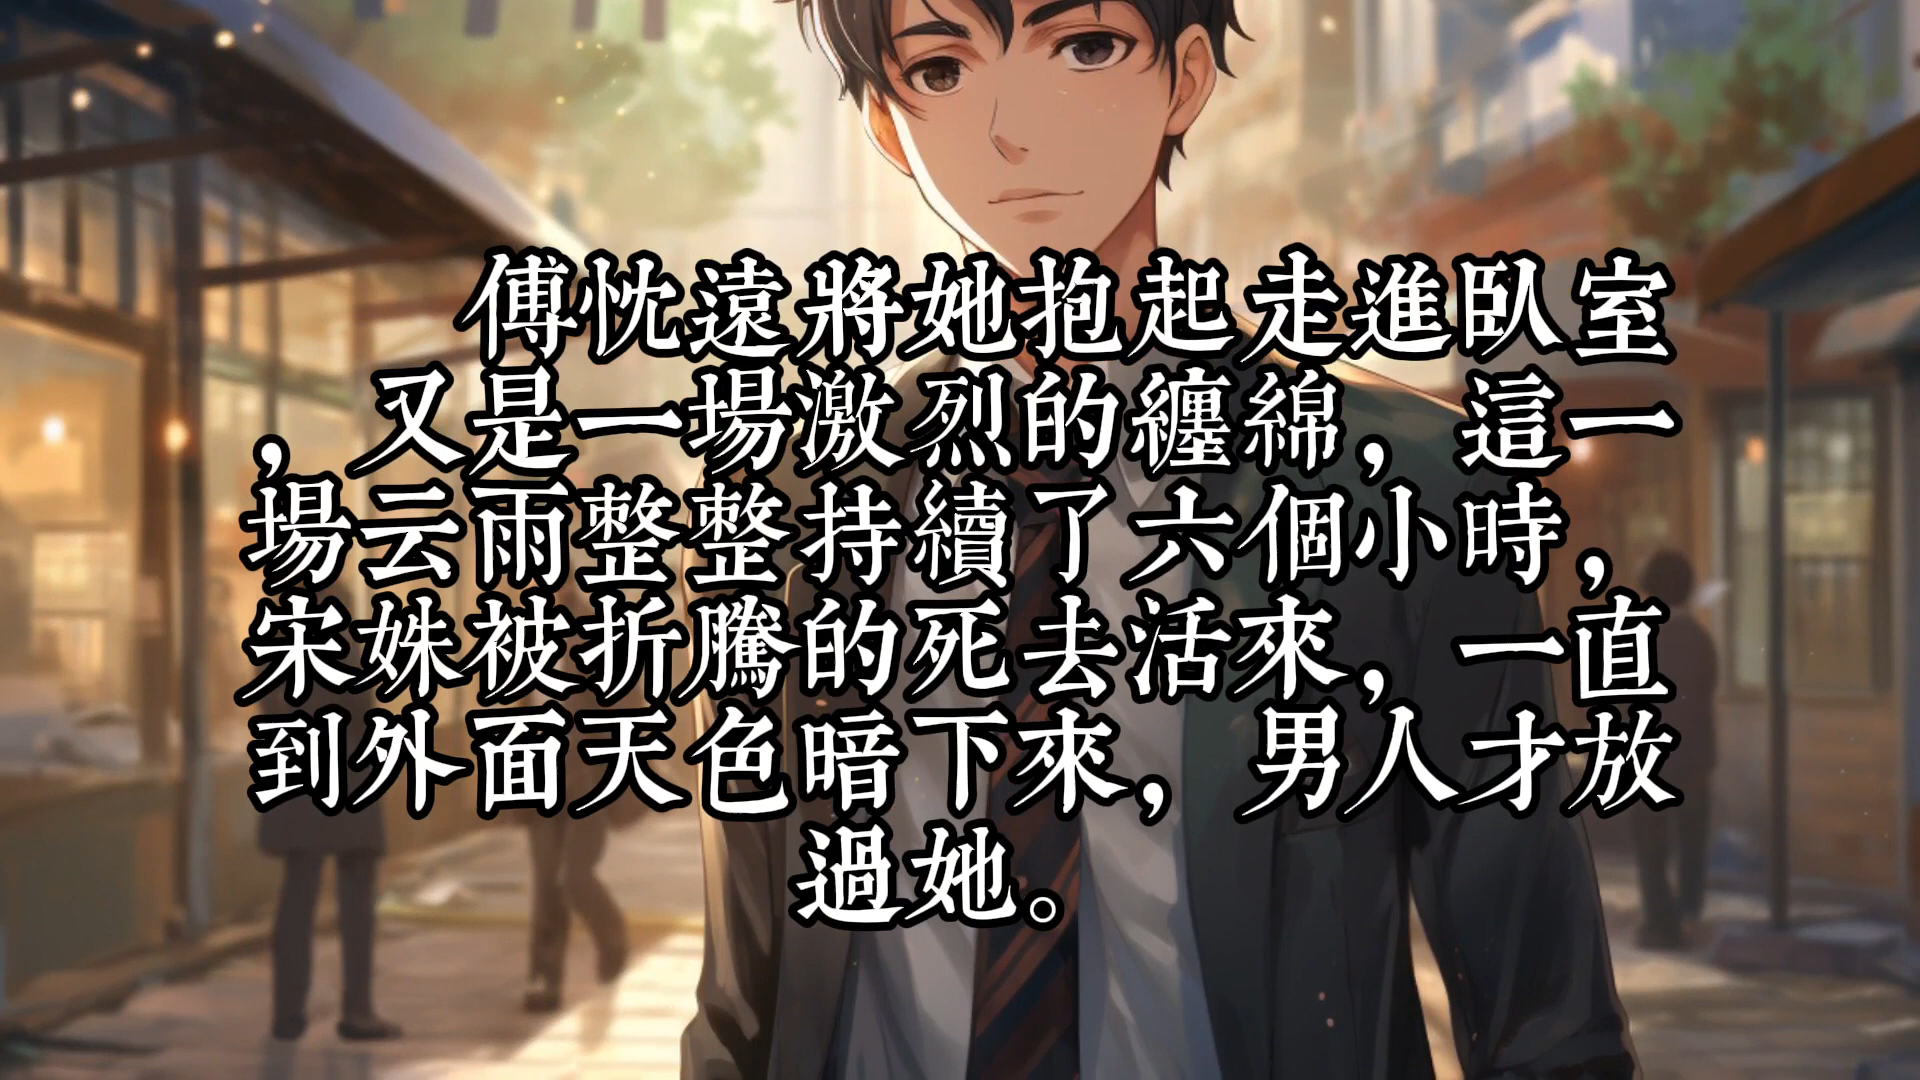 傅忱遠將她抱起走進臥室
，又是一場激烈的纏綿，這一
場云雨整整持續了六個小時，
宋姝被折騰的死去活來，一直
到外面天色暗下來，男人才放
過她。